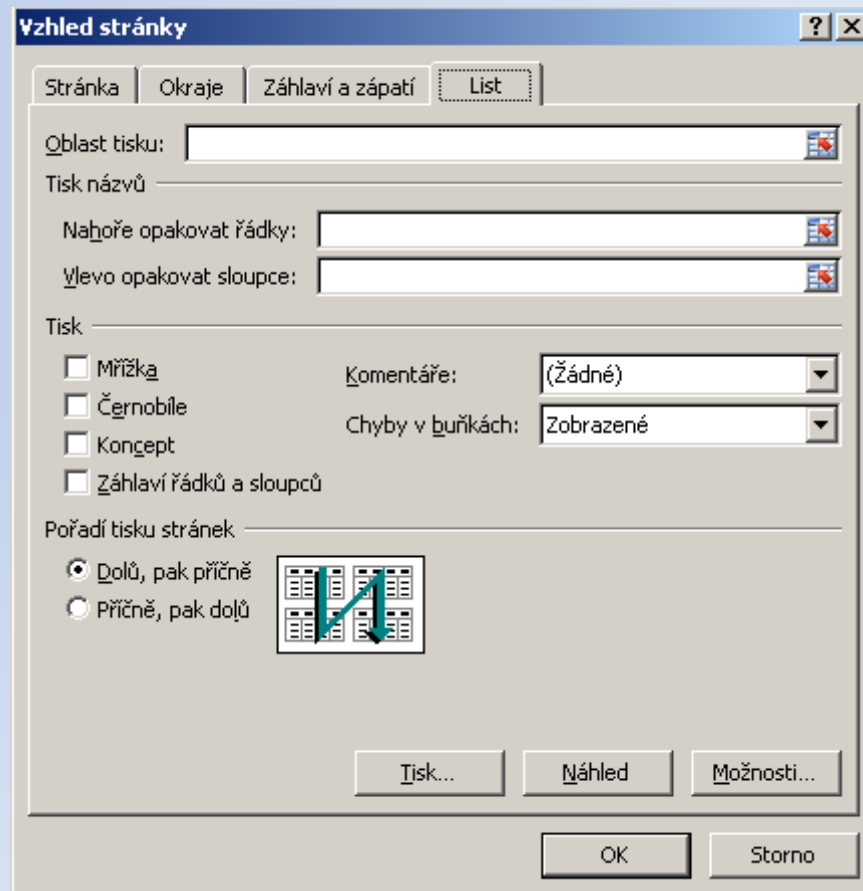 Vzhled stránky
Stránka Okraje Záhlaví a zápatí List
Oblast tisku:
Tisk názvů
Nahoře opakovat řádky:
Vlevo opakovat sloupce:
Tisk
Mřížka
Komentáře: (Žádné)
Černobíle
Chyby v buňkách: Zobrazené
Koncept
Záhlaví řádků a sloupců
Pořadí tisku stránek
Dolů, pak příčně
Příčně, pak dolů
Tisk... Náhled Možnosti...
OK Storno